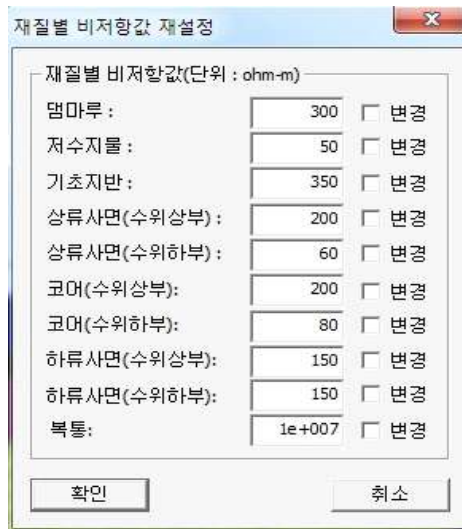 재질별 비저항값 재설정
재질별 비저항값(단위 : ohm-m)
댐마루 : 300 변경
저수지물 : 50 변경
기초지반 : 350 변경
상류사면(수위상부) : 200 변경
상류사면(수위하부) : 60 변경
코어(수위상부): 200 변경
코어(수위하부): 80 변경
하류사면(수위상부): 150 변경
하류사면(수위하부): 150 변경
복통: 1e+007 변경
확인 취소